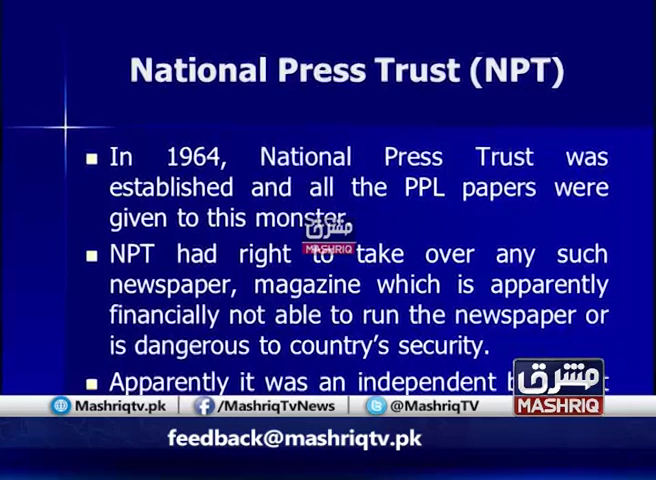 National Press Trust (NPT)
In 1964, National Press Trust was
established and all the PPL papers were
given to this monster.
مشرق
MASHRIQ
NPT had right to take over any such
newspaper, magazine which is apparently
financially not able to run the newspaper or
is dangerous to country's security.
Apparently it was an independent
مشرق
MASHRIQ
Mashriqtv.pk /MashriqTvNews @MashriqTV
feedback@mashriqtv.pk